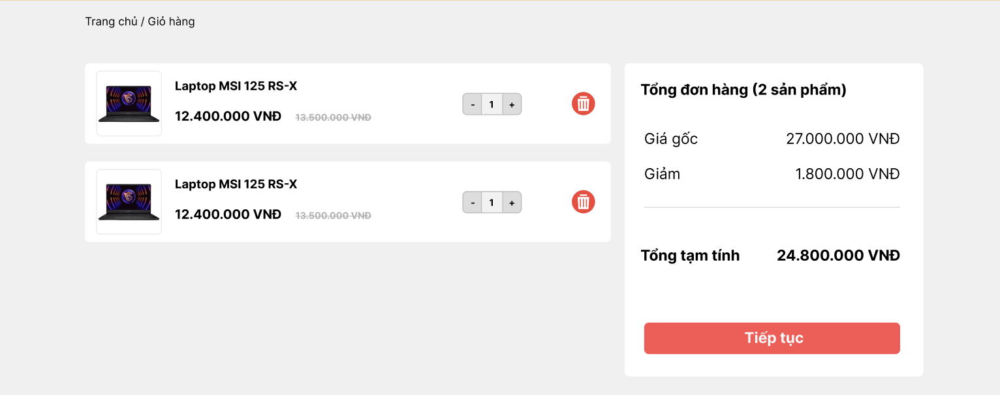 Trang chủ / Giỏ hàng
Laptop MSI 125 RS-X
12.400.000 VNĐ 13.500.000 VNĐ
- 1 +
Laptop MSI 125 RS-X
12.400.000 VNĐ 13.500.000 VNĐ
- 1 +
Tổng đơn hàng (2 sản phẩm)
Giá gốc 27.000.000 VNĐ
Giảm 1.800.000 VNĐ
Tổng tạm tính 24.800.000 VNĐ
Tiếp tục